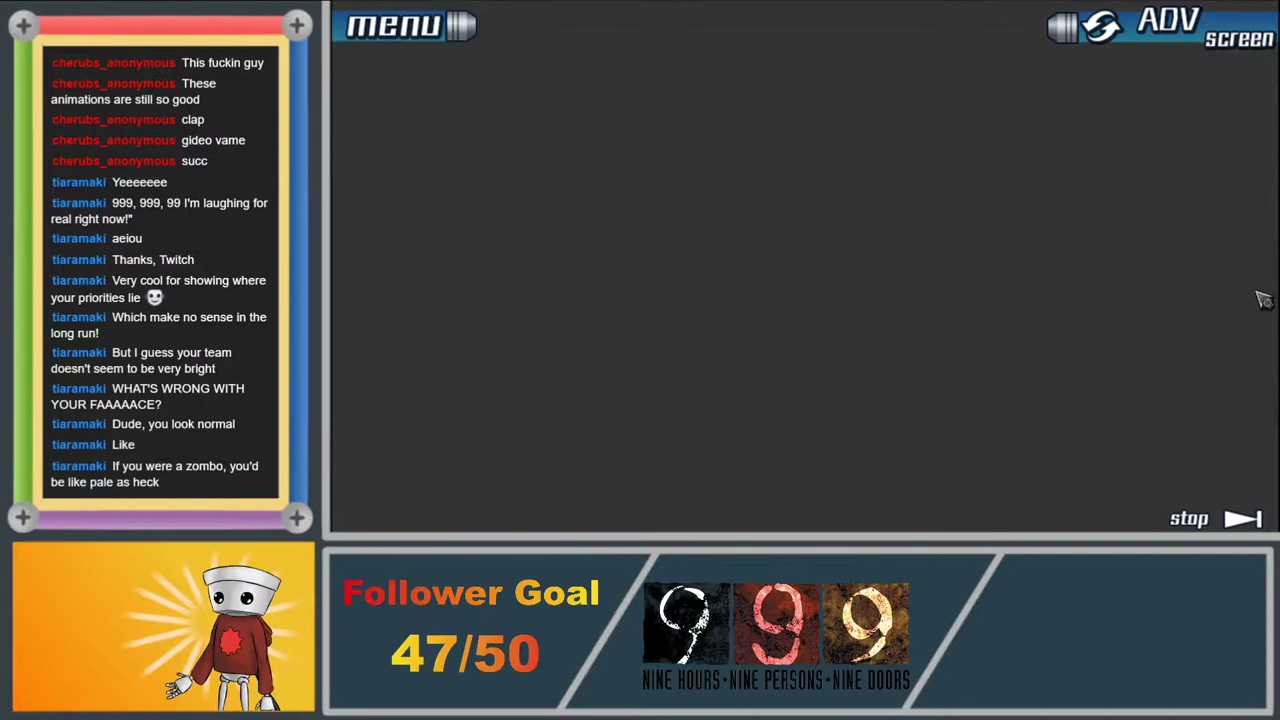 menu
ADV
screen
cherubs_anonymous This fuckin guy
cherubs_anonymous These
animations are still so good
cherubs_anonymous clap
cherubs_anonymous gideo vame
cherubs_anonymous succ
tiaramaki Yeeeeeee
tiaramaki 999, 999, 99 I'm laughing for
real right now!"
tiaramaki aeiou
tiaramaki Thanks, Twitch
tiaramaki Very cool for showing where
your priorities lie
tiaramaki Which make no sense in the
long run!
tiaramaki But I guess your team
doesn't seem to be very bright
tiaramaki WHAT'S WRONG WITH
YOUR FAAAAACE?
tiaramaki Dude, you look normal
tiaramaki Like
tiaramaki If you were a zombo, you'd
be like pale as heck
stop
Follower Goal
47/50
999
NINE HOURS • NINE PERSONS • NINE DOORS